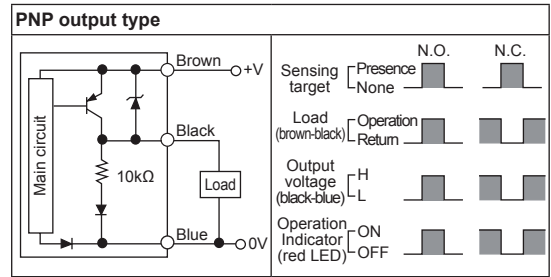 PNP output type
Brown
+V
Black
Main circuit
10kΩ
Load
Blue
0V
N.O. N.C.
Sensing target
Presence
None
Load
(brown-black)
Operation
Return
Output voltage
(black-blue)
H
L
Operation Indicator
(red LED)
ON
OFF